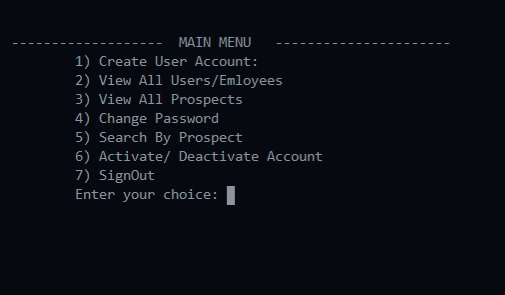 ------------------- MAIN MENU ----------------------
1) Create User Account:
2) View All Users/Emloyees
3) View All Prospects
4) Change Password
5) Search By Prospect
6) Activate/ Deactivate Account
7) SignOut
Enter your choice: